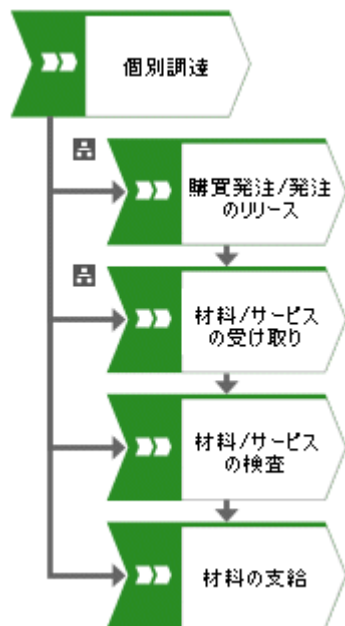 個別調達
購買発注/発注
のリリース
材料/サービス
の受け取り
材料/サービス
の検査
材料の支給